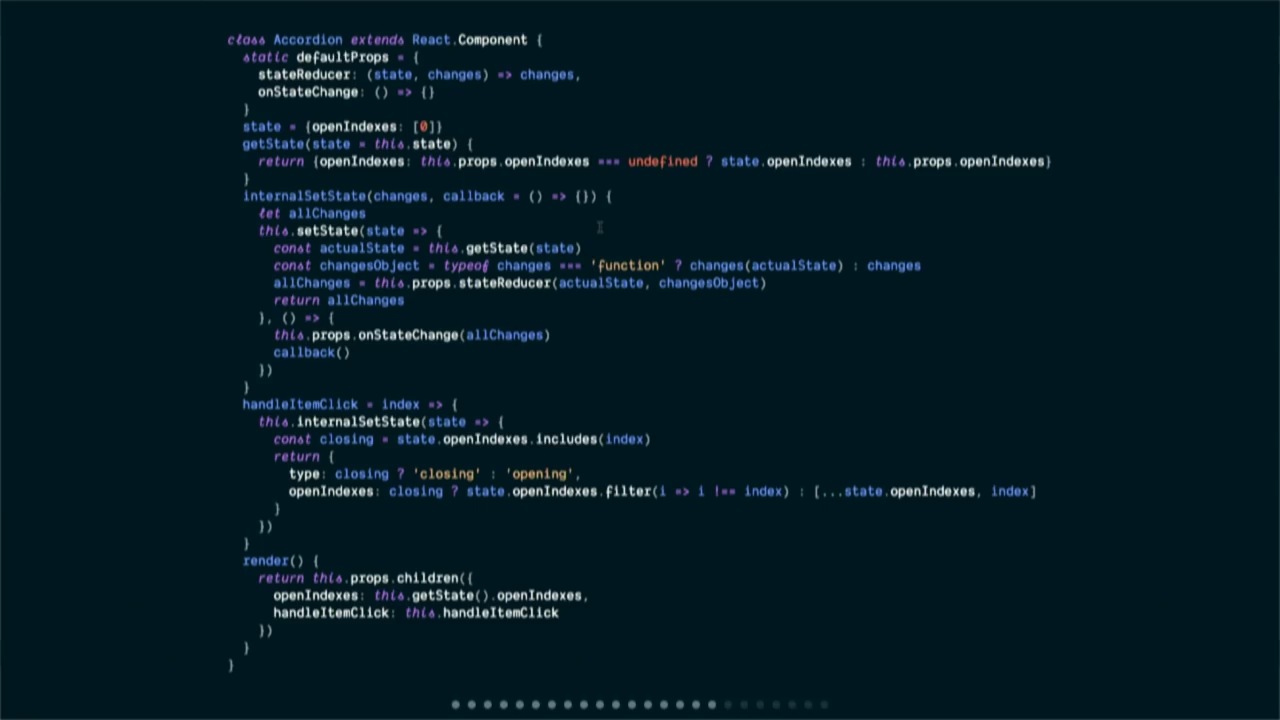 class Accordion extends React.Component {
  static defaultProps = {
    stateReducer: (state, changes) => changes,
    onStateChange: () => {}
  }
  state = {openIndexes: [0]}
  getState(state = this.state) {
    return {openIndexes: this.props.openIndexes === undefined ? state.openIndexes : this.props.openIndexes}
  }
  internalSetState(changes, callback = () => {}) {
    let allChanges
    this.setState(state => {
      const actualState = this.getState(state)
      const changesObject = typeof changes === 'function' ? changes(actualState) : changes
      allChanges = this.props.stateReducer(actualState, changesObject)
      return allChanges
    }, () => {
      this.props.onStateChange(allChanges)
      callback()
    })
  }
  handleItemClick = index => {
    this.internalSetState(state => {
      const closing = state.openIndexes.includes(index)
      return {
        type: closing ? 'closing' : 'opening',
        openIndexes: closing ? state.openIndexes.filter(i => i !== index) : [...state.openIndexes, index]
      }
    })
  }
  render() {
    return this.props.children({
      openIndexes: this.getState().openIndexes,
      handleItemClick: this.handleItemClick
    })
  }
}